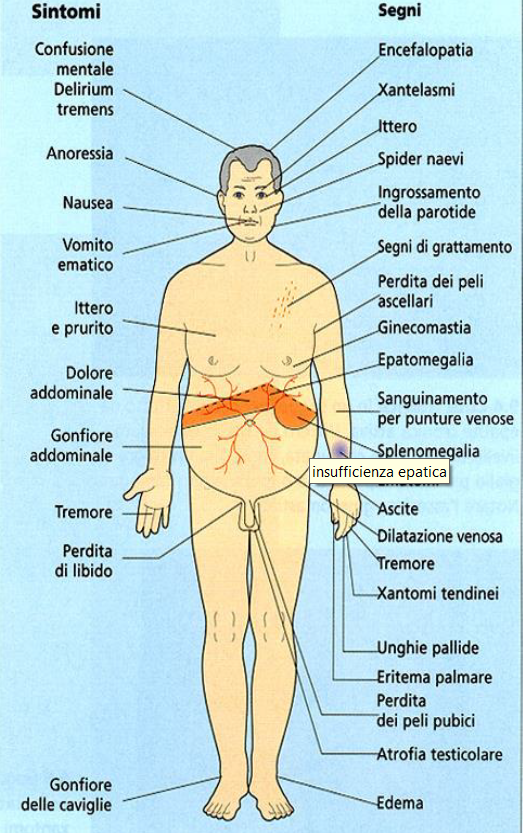 Sintomi
Confusione
mentale
Delirium
tremens
Anoressia
Nausea
Vomito
ematico
Ittero
e prurito
Dolore
addominale
Gonfiore
addominale
Tremore
Perdita
di libido
Gonfiore
delle caviglie
Segni
Encefalopatia
Xantelasmi
Ittero
Spider naevi
Ingrossamento
della parotide
Segni di grattamento
Perdita dei peli
ascellari
Ginecomastia
Epatomegalia
Sanguinamento
per punture venose
Splenomegalia
insufficienza epatica
Ascite
Dilatazione venosa
Tremore
Xantomi tendinei
Unghie pallide
Eritema palmare
Perdita
dei peli pubici
Atrofia testicolare
Edema